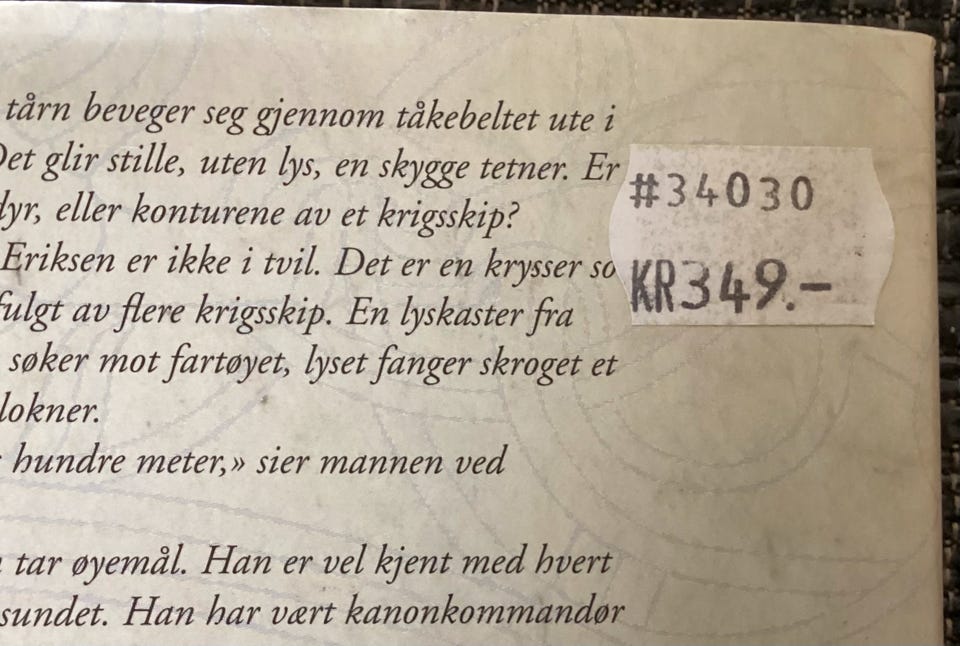 tårn beveger seg gjennom tåkebeltet ute i
Det glir stille, uten lys, en skygge tetner. Er
dyr, eller konturene av et krigsskip?
Eriksen er ikke i tvil. Det er en krysser so
fulgt av flere krigsskip. En lyskaster fra
søker mot fartøyet, lyset fanger skroget et
lokner.
hundre meter,» sier mannen ved
tar øyemål. Han er vel kjent med hvert
sundet. Han har vært kanonkommandør
#34030
KR349.-